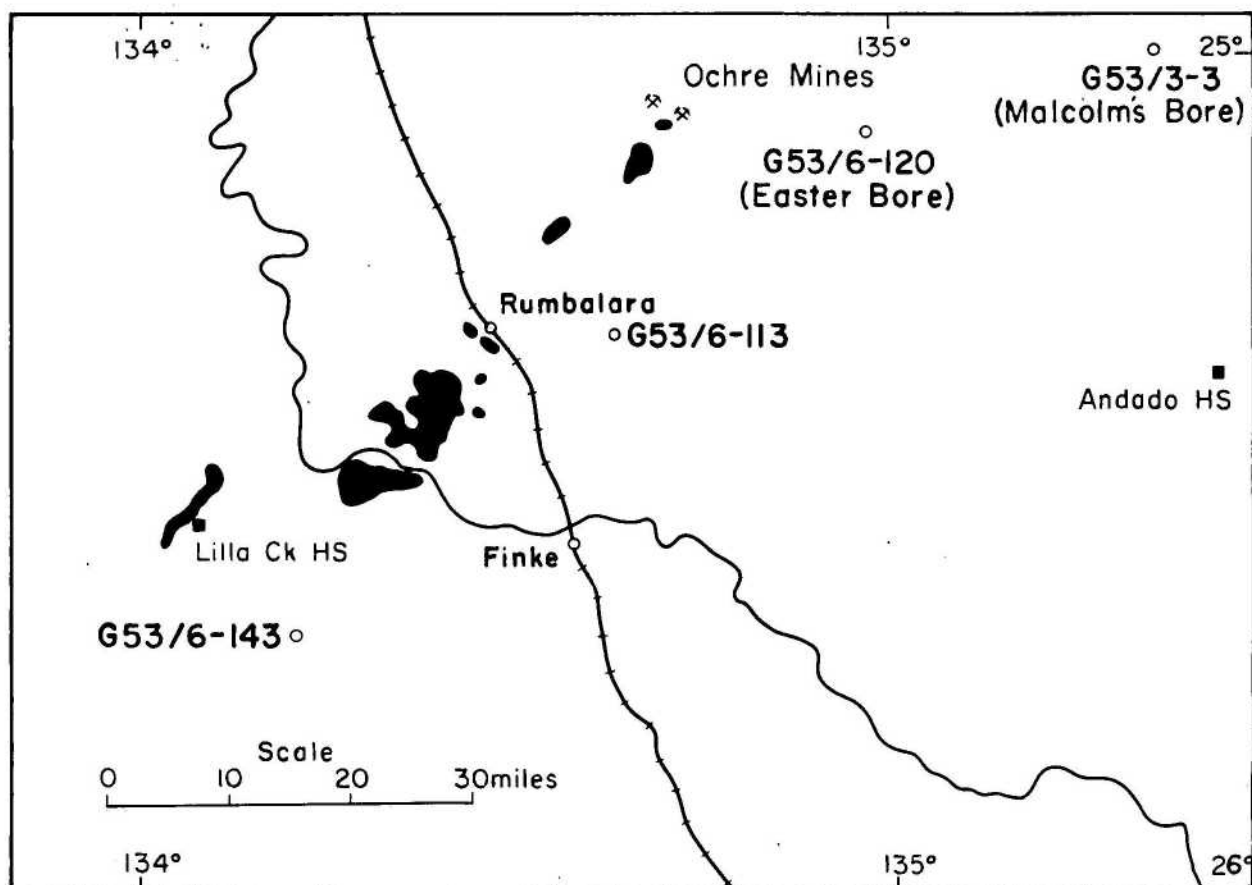 134°
135°
25°
Ochre Mines
G53/3-3
(Malcolm's Bore)
G53/6-120
(Easter Bore)
Rumbalara
G53/6-113
Andado HS
Lilla Ck HS
Finke
G53/6-143
Scale
0 10 20 30miles
134°
135°
26°